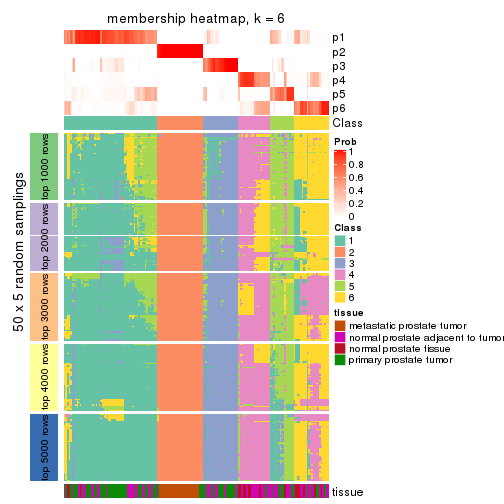 membership heatmap, k = 6
p1
p2
p3
p4
p5
p6
Class
50 x 5 random samplings
top 1000 rows
top 2000 rows
top 3000 rows
top 4000 rows
top 5000 rows
Prob
1
0.8
0.6
0.4
0.2
0
Class
1
2
3
4
5
6
tissue
metastatic prostate tumor
normal prostate adjacent to tumor
normal prostate tissue
primary prostate tumor
tissue